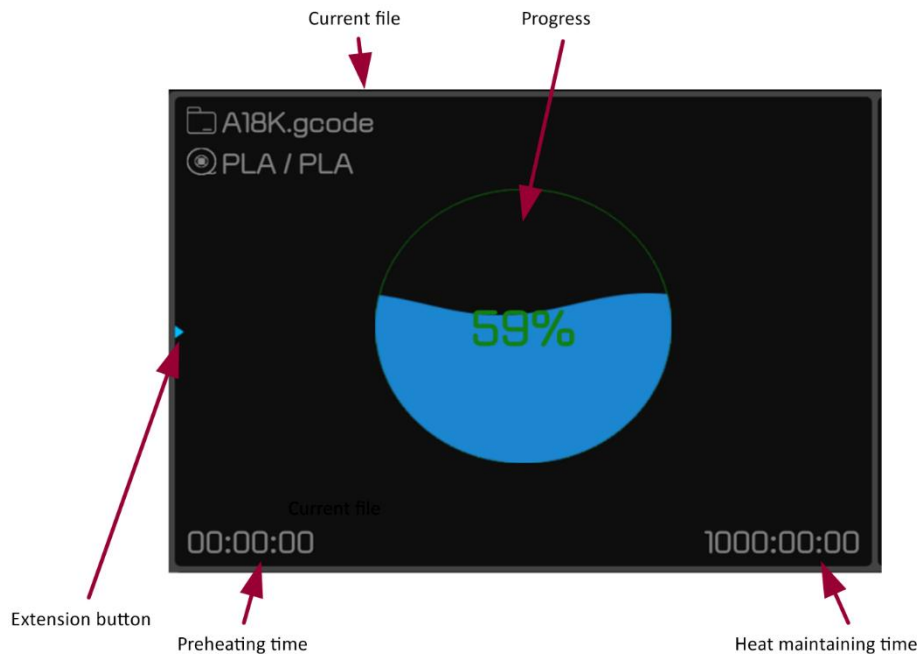 Current file
Progress
A18K.gcode
PLA / PLA
59%
Current file
00:00:00
1000:00:00
Extension button
Preheating time
Heat maintaining time